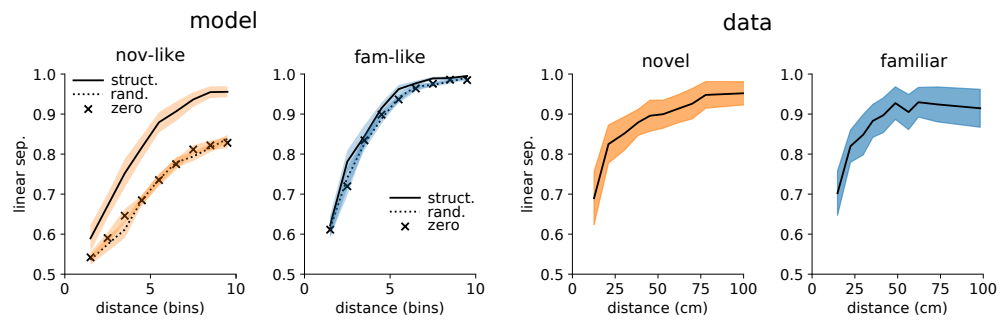 model
data
nov-like
fam-like
novel
familiar
linear sep.
1.0
0.9
0.8
0.7
0.6
0.5
struct.
rand.
zero
0
5
10
distance (bins)
1.0
0.9
0.8
0.7
0.6
0.5
struct.
rand.
zero
0
5
10
distance (bins)
linear sep.
1.0
0.9
0.8
0.7
0.6
0.5
0
25
50
75
100
distance (cm)
1.0
0.9
0.8
0.7
0.6
0.5
0
25
50
75
100
distance (cm)